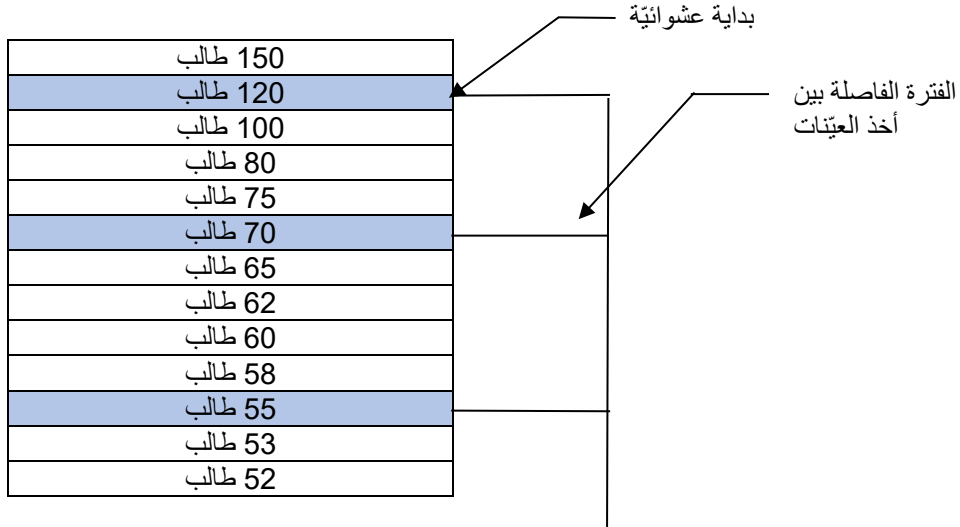 بداية عشوائيّة
150 طالب
120 طالب
100 طالب
80 طالب
75 طالب
70 طالب
65 طالب
62 طالب
60 طالب
58 طالب
55 طالب
53 طالب
52 طالب
الفترة الفاصلة بين
أخذ العيّنات